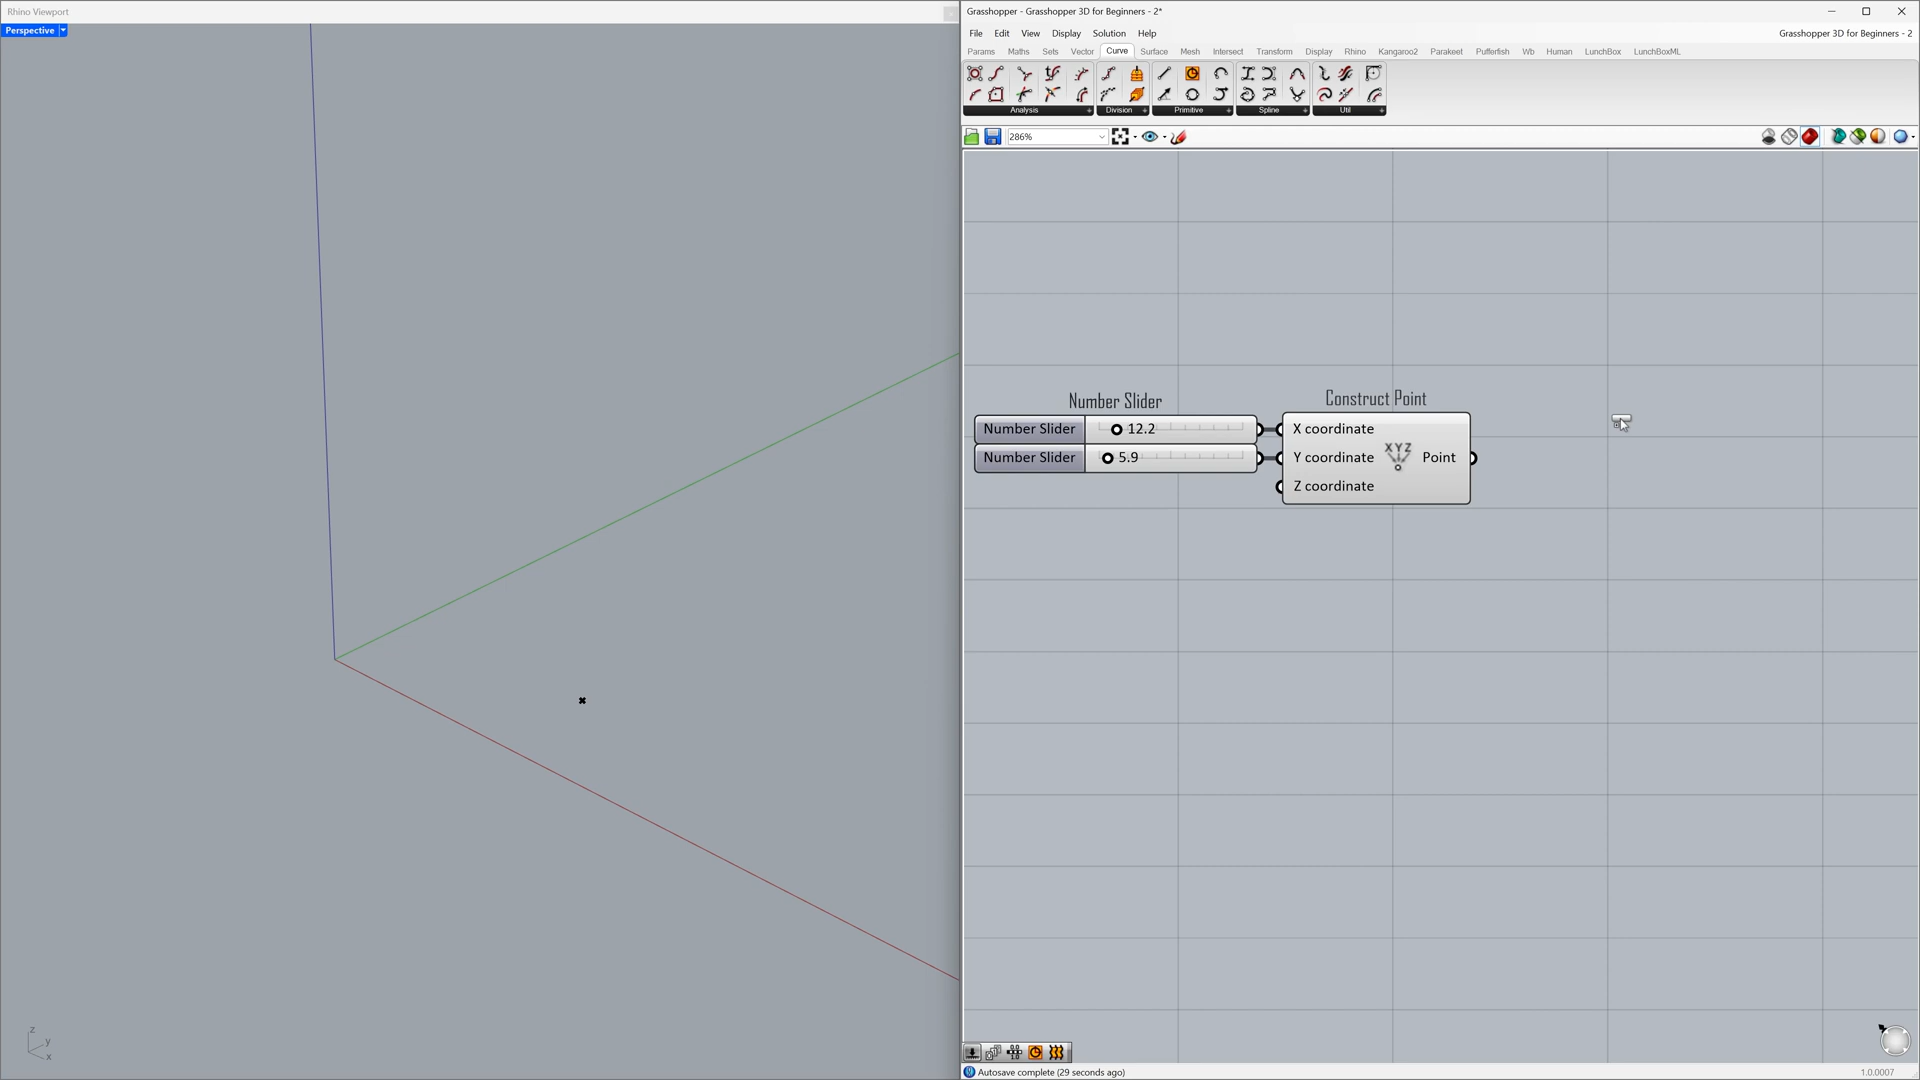 Rhino Viewport
Perspective
z
y
x
Grasshopper - Grasshopper 3D for Beginners - 2*
File Edit View Display Solution Help
Grasshopper 3D for Beginners - 2
Params Maths Sets Vector Curve Surface Mesh Intersect Transform Display Rhino Kangaroo2 Parakeet Pufferfish Wb Human LunchBox LunchBoxML
Analysis Division Primitive Spline Util
286%
Number Slider
Construct Point
Number Slider 12.2
X coordinate
Number Slider 5.9
Y coordinate
XYZ
Point
Z coordinate
Autosave complete (29 seconds ago)
1.0.0007